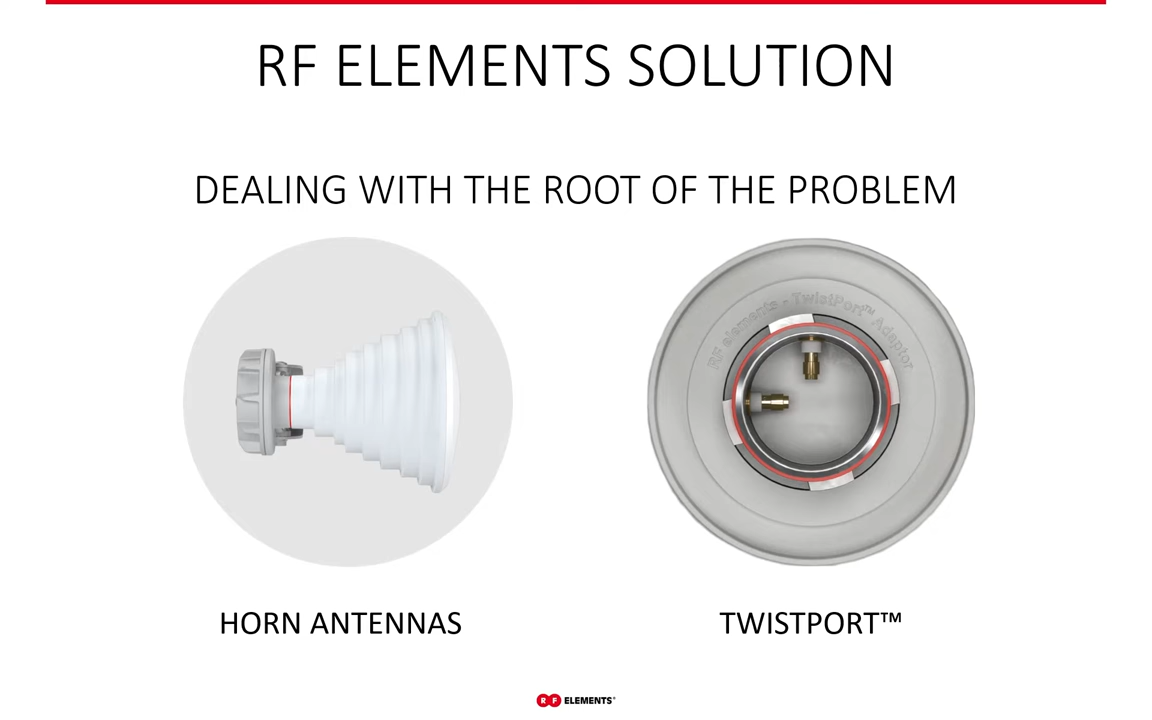 RF ELEMENTS SOLUTION
DEALING WITH THE ROOT OF THE PROBLEM
RF elements - TwistPort™ Adaptor
HORN ANTENNAS
TWISTPORT™
RF ELEMENTS®